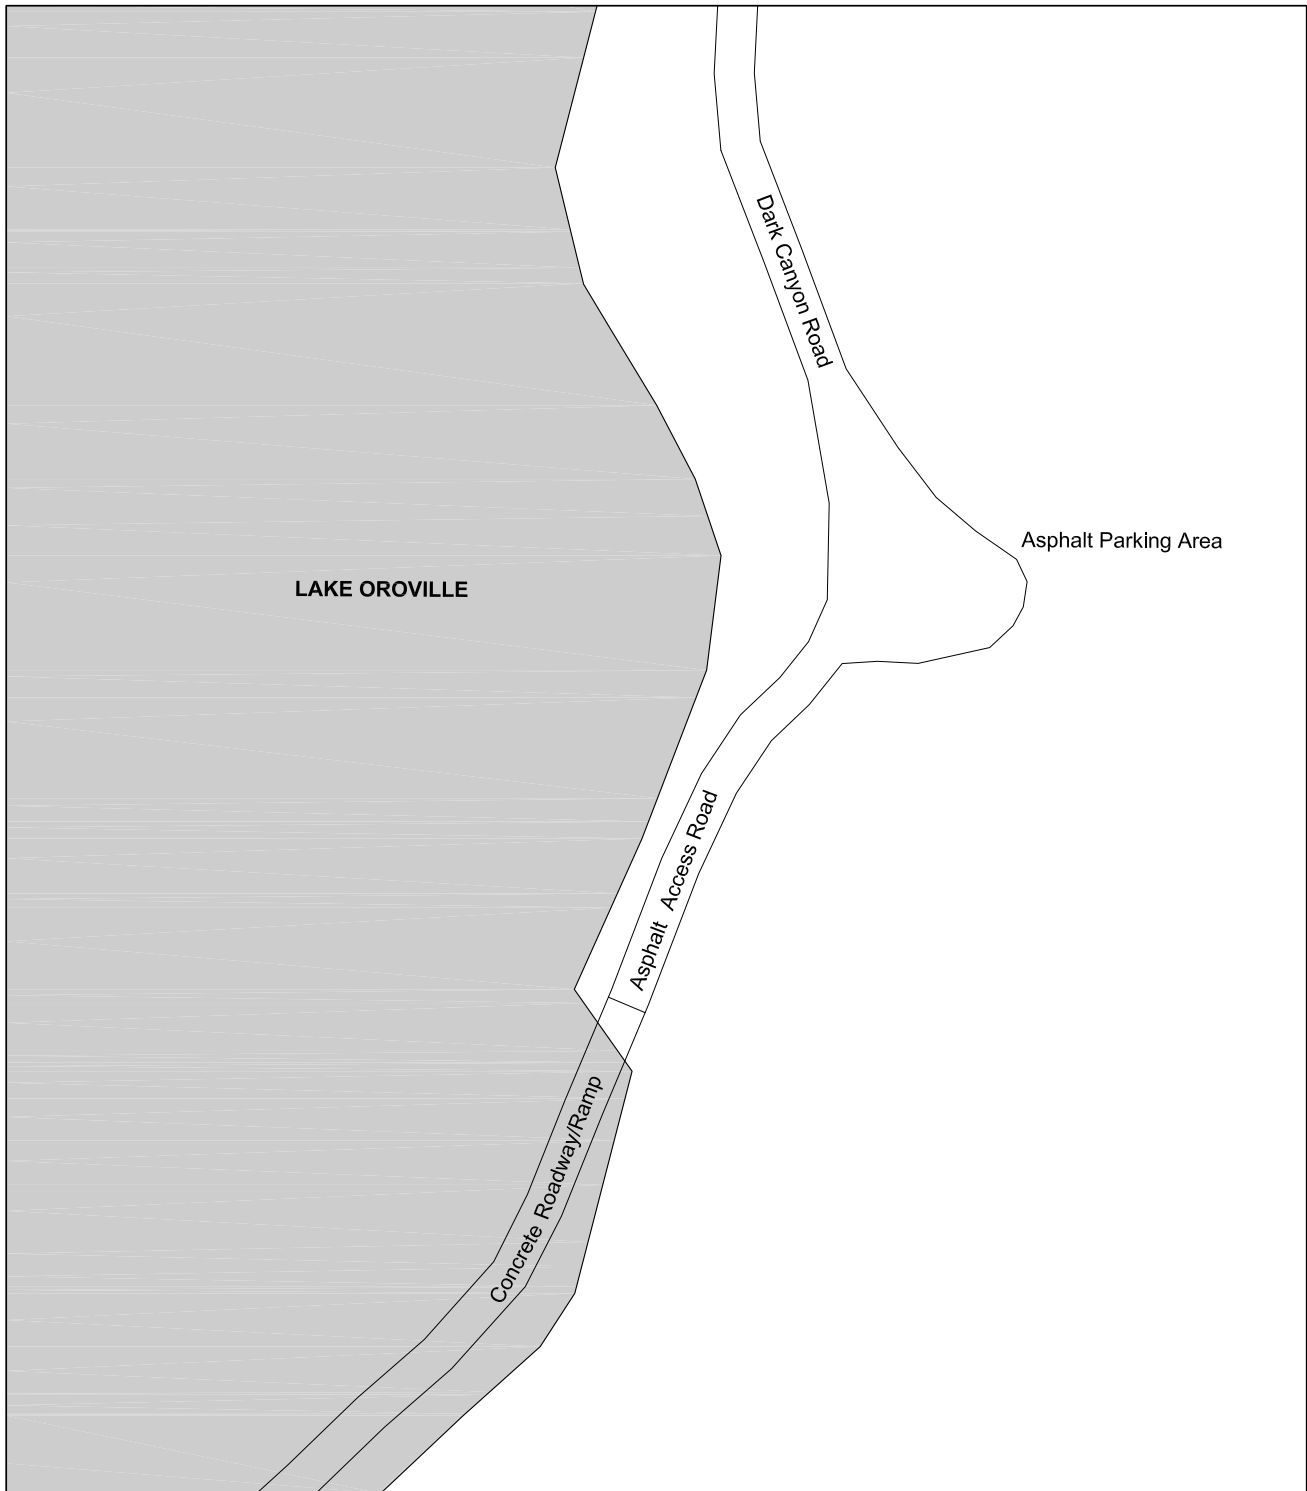 Dark Canyon Road
Asphalt Parking Area
LAKE OROVILLE
Asphalt Access Road
Concrete Roadway/Ramp